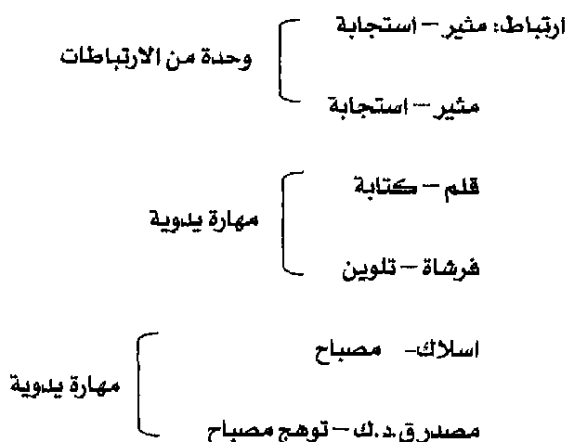 ارتباط: مثير – استجابة
وحدة من الارتباطات
مثير – استجابة
قلم – كتابة
مهارة يدوية
فرشاة – تلوين
اسلاك- مصباح
مهارة يدوية
مصدر ق.د.ك – توهج مصباح